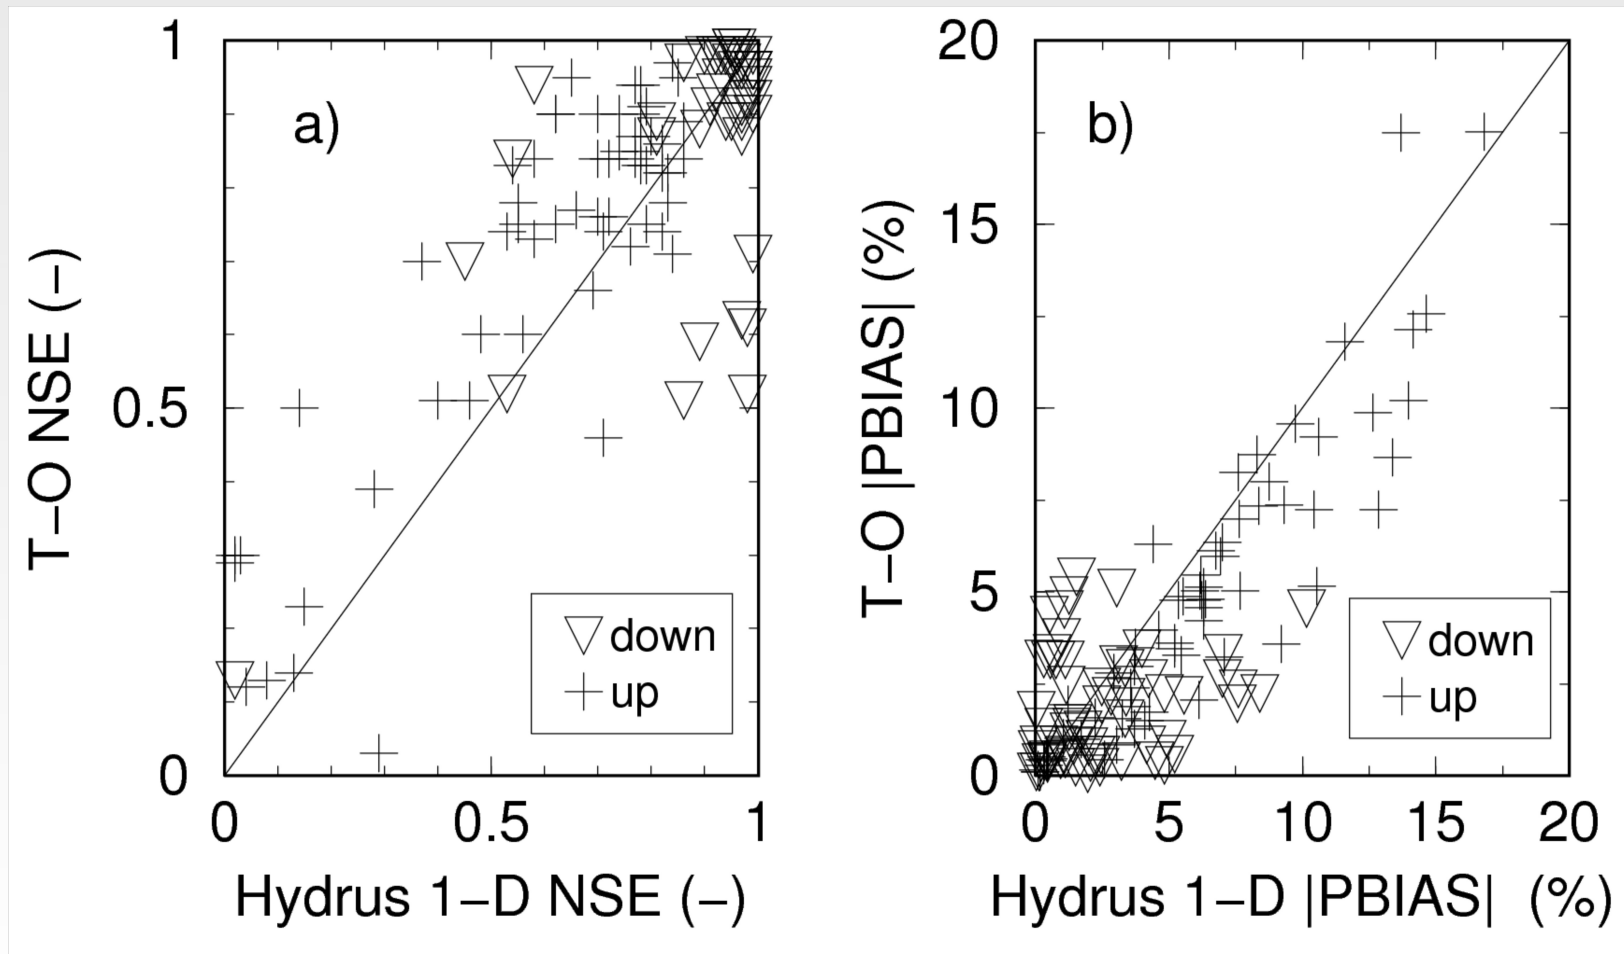 1
a)
T−O NSE (−)
0.5
down
up
0
0
0.5
1
Hydrus 1−D NSE (−)
20
b)
15
T−O |PBIAS| (%)
10
5
down
up
0
0
5
10
15
20
Hydrus 1−D |PBIAS| (%)